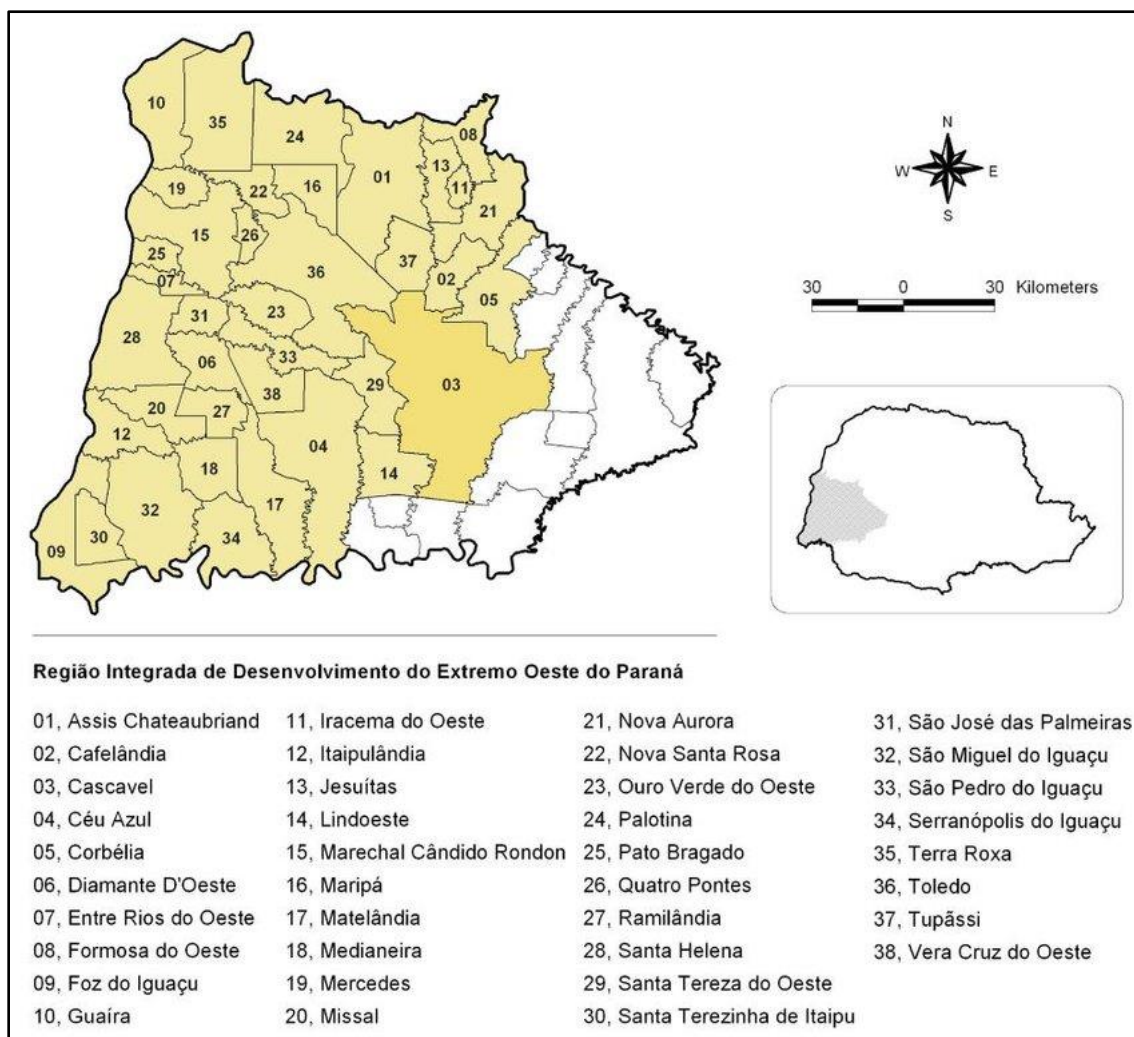 10
35
24
08
13
01
11
19
22
16
21
15
26
25
37
36
02
07
05
23
31
28
33
06
03
29
38
20
27
12
04
18
14
17
32
30
34
09
N
W
E
S
30
0
30 Kilometers
Região Integrada de Desenvolvimento do Extremo Oeste do Paraná
01, Assis Chateaubriand
02, Cafelândia
03, Cascavel
04, Céu Azul
05, Corbélia
06, Diamante D'Oeste
07, Entre Rios do Oeste
08, Formosa do Oeste
09, Foz do Iguaçu
10, Guaíra
11, Iracema do Oeste
12, Itaipulândia
13, Jesuítas
14, Lindoeste
15, Marechal Cândido Rondon
16, Maripá
17, Matelândia
18, Medianeira
19, Mercedes
20, Missal
21, Nova Aurora
22, Nova Santa Rosa
23, Ouro Verde do Oeste
24, Palotina
25, Pato Bragado
26, Quatro Pontes
27, Ramilândia
28, Santa Helena
29, Santa Tereza do Oeste
30, Santa Terezinha de Itaipu
31, São José das Palmeiras
32, São Miguel do Iguaçu
33, São Pedro do Iguaçu
34, Serranópolis do Iguaçu
35, Terra Roxa
36, Toledo
37, Tupãssi
38, Vera Cruz do Oeste